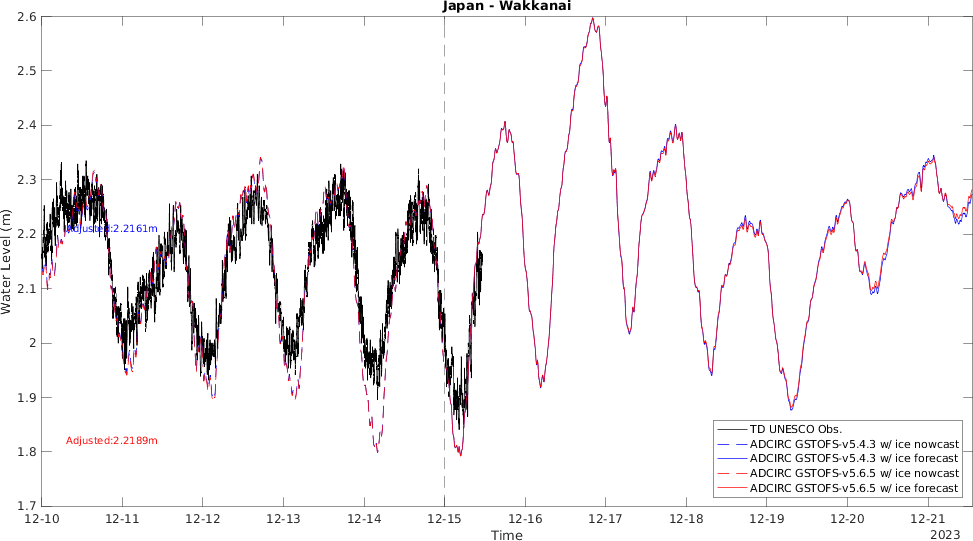 Japan - Wakkanai
2.6
2.5
2.4
2.3
2.2
2.1
2
1.9
1.8
1.7
Water Level (m)
Adjusted:2.2161m
Adjusted:2.2189m
TD UNESCO Obs.
ADCIRC GSTOFS-v5.4.3 w/ ice nowcast
ADCIRC GSTOFS-v5.4.3 w/ ice forecast
ADCIRC GSTOFS-v5.6.5 w/ ice nowcast
ADCIRC GSTOFS-v5.6.5 w/ ice forecast
12-10 12-11 12-12 12-13 12-14 12-15 12-16 12-17 12-18 12-19 12-20 12-21
Time
2023